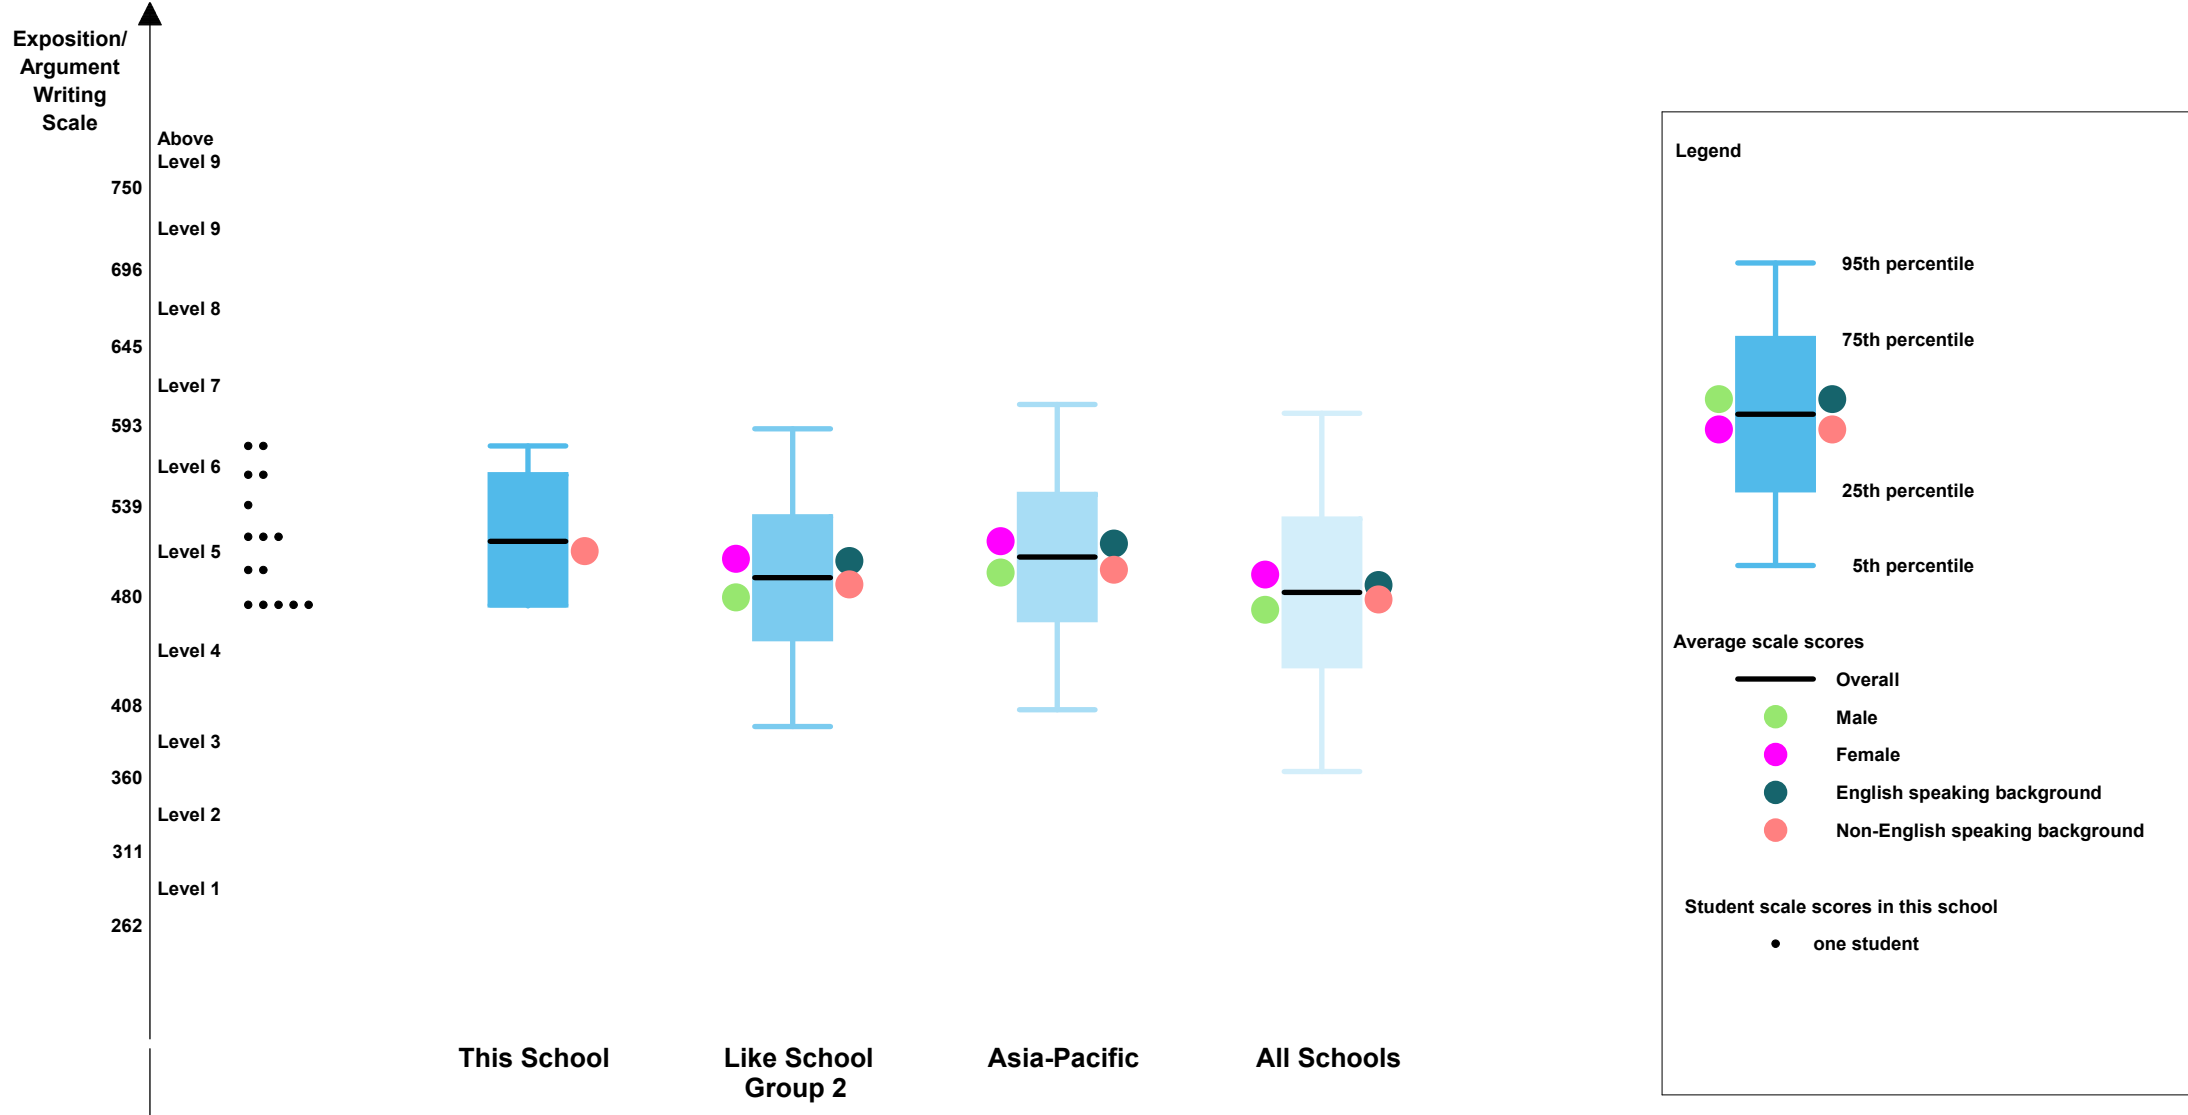 Exposition/
Argument
Writing
Scale
Above
Level 9
750
Level 9
696
Level 8
645
Level 7
593
Level 6
539
Level 5
480
Level 4
408
Level 3
360
Level 2
311
Level 1
262
This School
Like School
Group 2
Asia-Pacific
All Schools
Legend
95th percentile
75th percentile
25th percentile
5th percentile
Average scale scores
Overall
Male
Female
English speaking background
Non-English speaking background
Student scale scores in this school
one student